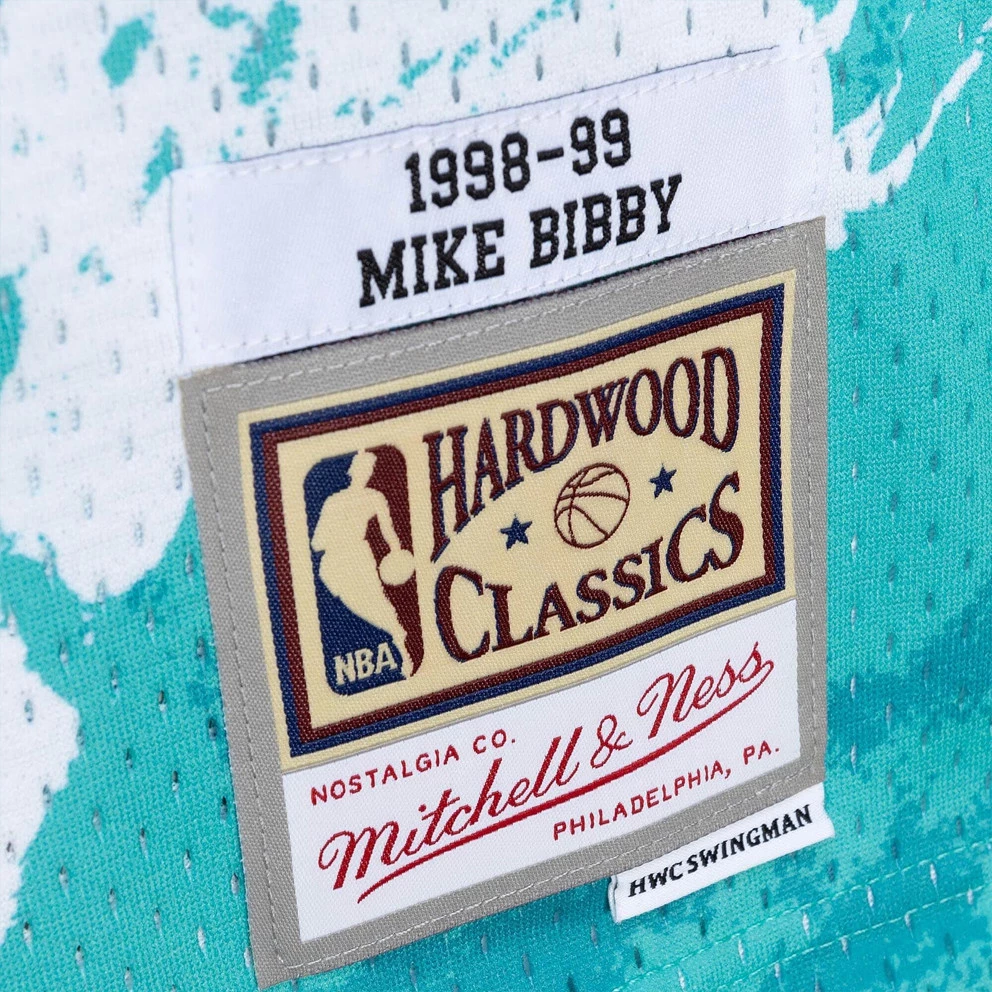 1998-99
MIKE BIBBY
HARDWOOD
CLASSICS
NBA
NOSTALGIA CO.
Mitchell & Ness
PHILADELPHIA, PA.
HWC SWINGMAN